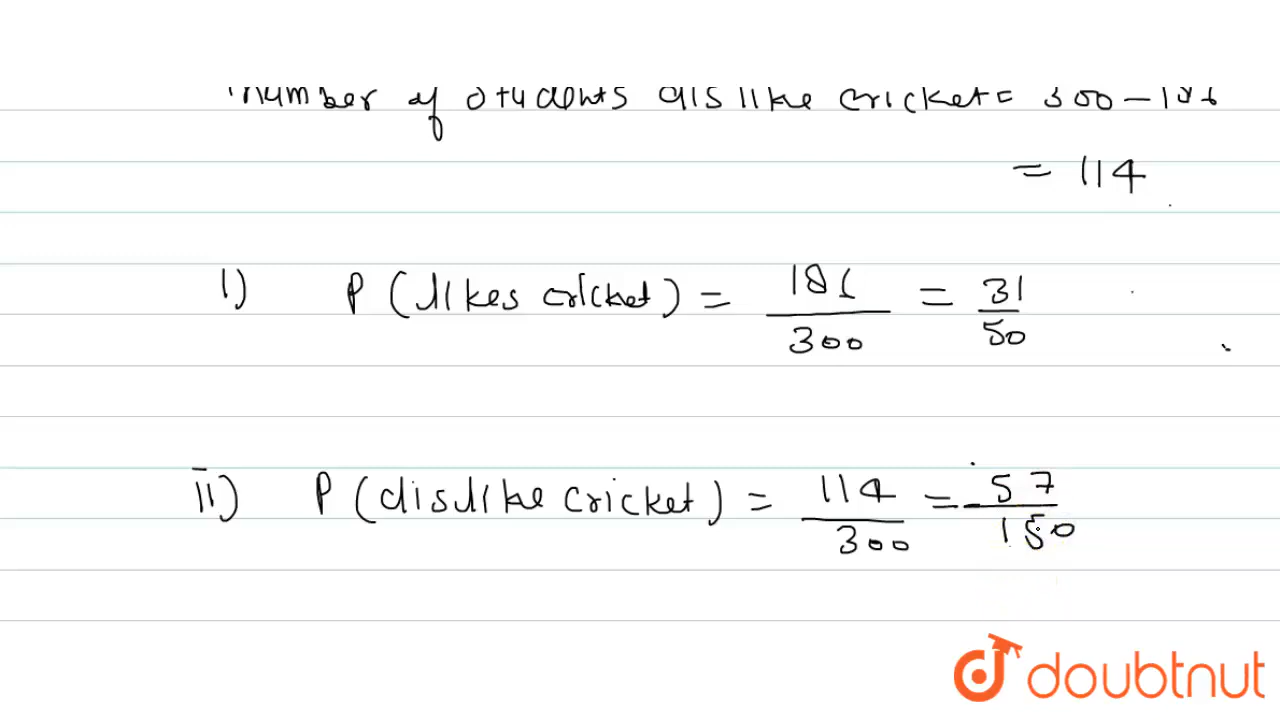 number of students dislike cricket = 300 - 186
= 114
i) P (likes cricket) = 186/300 = 31/50
ii) P (dislike cricket) = 114/300 = 57/150
doubtnut